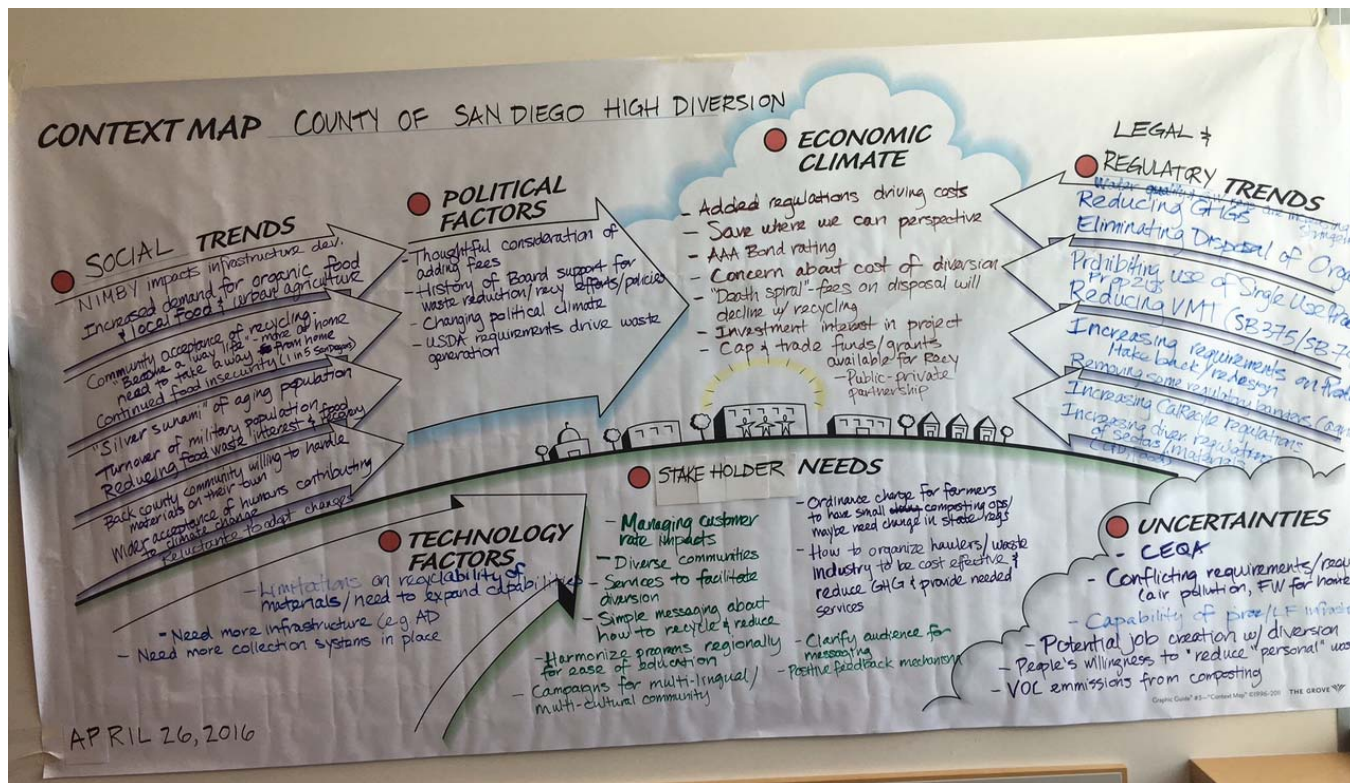 CONTEXT MAP COUNTY OF SAN DIEGO HIGH DIVERSION
SOCIAL TRENDS
NIMBY impacts infrastructure dev.
Increased demand for organic food
& local food & urban agriculture
Community acceptance of recycling.
"Become a "way life" - more at home
need to take a way from home
Continued food insecurity (1 in 5 San Diegans)
"Silver sunami" of aging population
Turnover of military population
Reducing food waste interest & food recovery
Back county community willing to handle
materials on their own
Wider acceptance of humans contributing
to climate change
Reluctance to adapt changes
POLITICAL
FACTORS
- Thoughtful consideration of
adding fees
- History of Board support for
waste reduction/recy efforts/policies
- Changing political climate
- USDA requirements drive waste
generation
ECONOMIC
CLIMATE
- Added regulations driving costs
- Save where we can perspective
- AAA Bond rating
- Concern about cost of diversion
- "Death spiral" - fees on disposal will
decline w/ recycling
- Investment interest in project
- Cap & trade funds/grants
available for Recy
- Public-private
partnership
LEGAL &
REGULATORY TRENDS
Reducing GHGs
Eliminating Disposal of
Prohibiting use of Single Use
Reducing VMT (SB 375/
Increasing requirements on
take back/redesign
Removing some regulatory
Increasing CalRecycle Regulations
of sectors/materials
TECHNOLOGY
FACTORS
- Limitations on recyclability of
materials/need to expand capabilities
- Need more infrastructure (e.g AD
- Need more collection systems in place
STAKE HOLDER NEEDS
- Managing customer
rate impacts
- Diverse communities
- Services to facilitate
diversion
- Simple messaging about
how to recycle & reduce
- Harmonize programs regionally
for ease of education
- Campaigns for multi-lingual/
multi-cultural community
- Ordinance change for farmers
to have small composting ops/
maybe need change in state regs
- How to organize haulers/waste
industry to be cost effective &
reduce GHG & provide needed
services
- Clarify audience for
messaging
- Positive feedback mechanism
UNCERTAINTIES
- CEQA
- Conflicting requirements/
(air pollution, FW for
- Capability of
- Potential job creation w/ diversion
- People's willingness to "reduce" personal
- VOC emmissions from composting
Graphic Guide® #3—"Context Map" ©1996-201 THE GROVE
APRIL 26, 2016